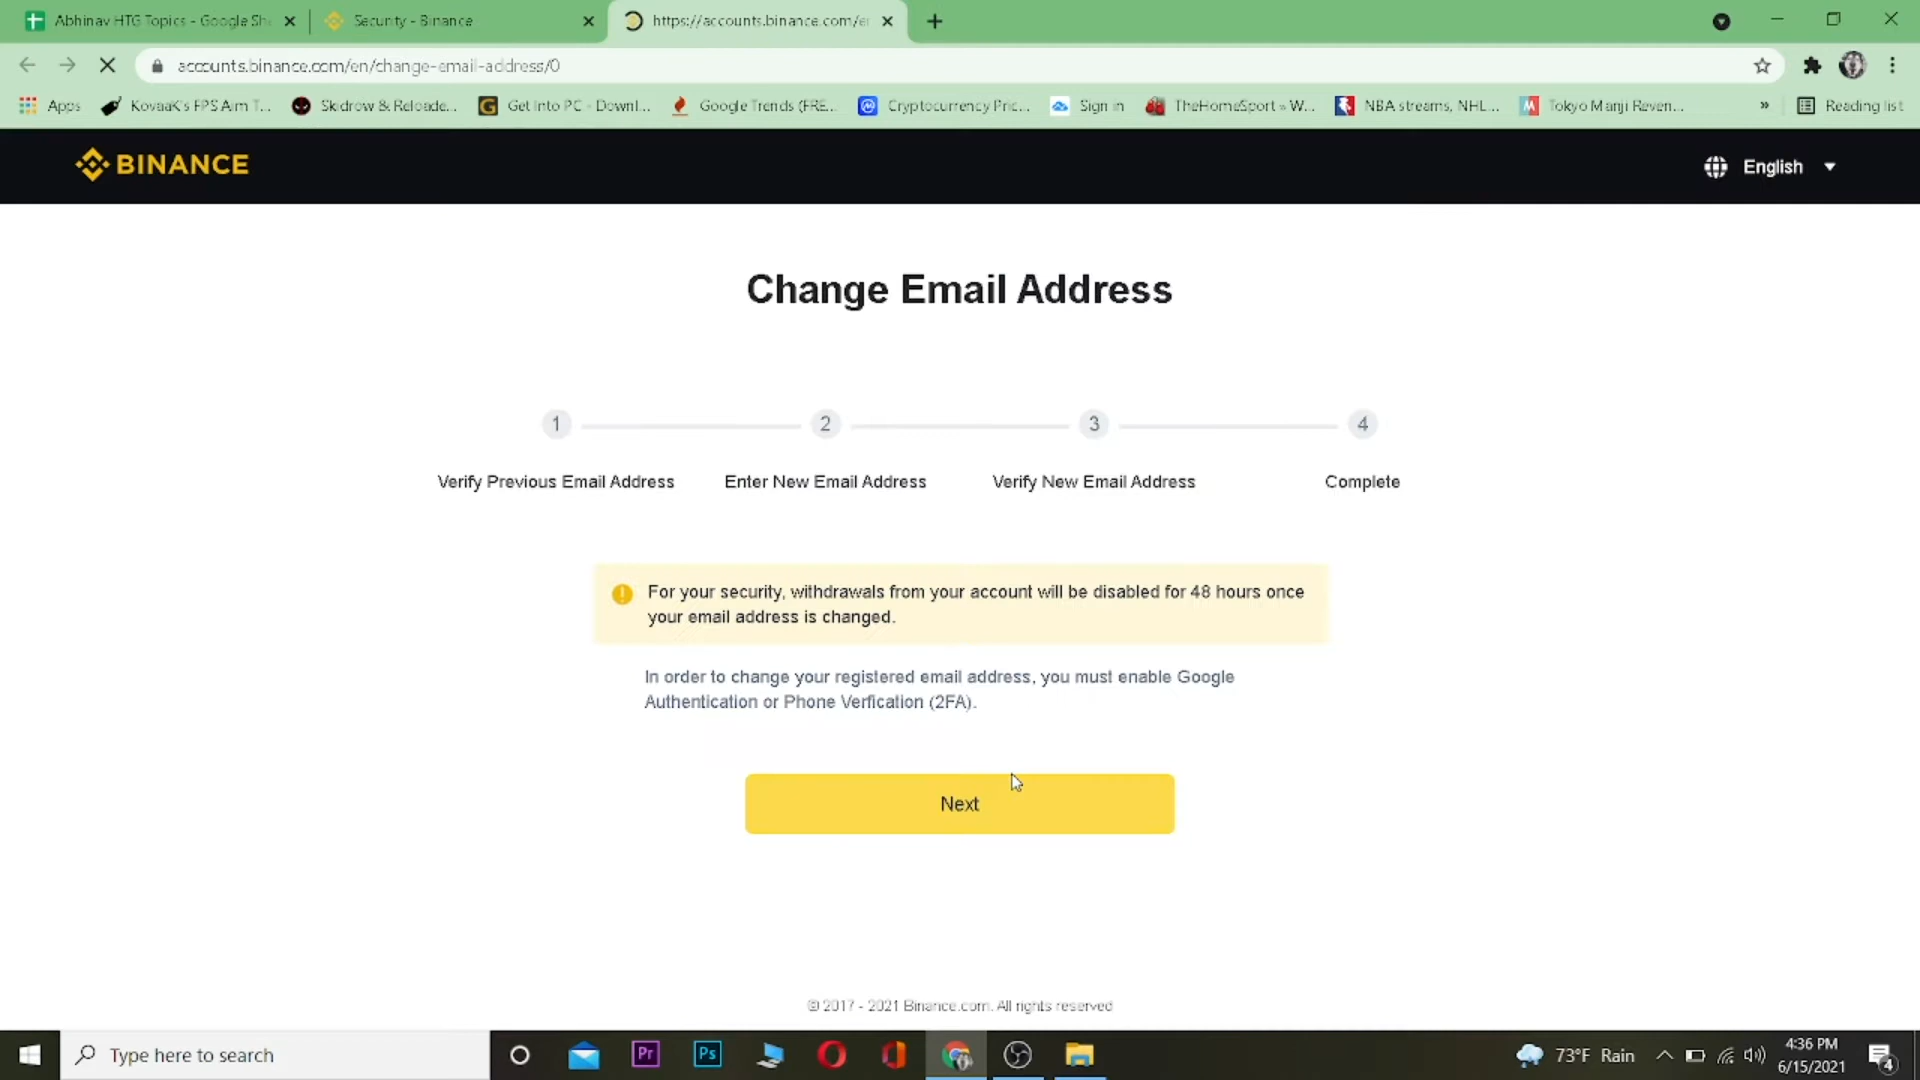 Abhinav HTG Topics - Google Sh
Security - Binance
https://accounts.binance.com/e
accounts.binance.com/en/change-email-address/0
Apps
KovaaK's FPS Aim T...
Skidrow & Reloade...
Get Into PC - Downl...
Google Trends (FRE...
Cryptocurrency Pric...
Sign in
TheHomeSport » W...
NBA streams, NHL...
Tokyo Manji Reven...
»
Reading list
BINANCE
English
Change Email Address
1
2
3
4
Verify Previous Email Address
Enter New Email Address
Verify New Email Address
Complete
For your security, withdrawals from your account will be disabled for 48 hours once
your email address is changed.
In order to change your registered email address, you must enable Google
Authentication or Phone Verfication (2FA).
Next
© 2017 - 2021 Binance.com. All rights reserved
Type here to search
Pr
Ps
73°F Rain
4:36 PM
6/15/2021
4